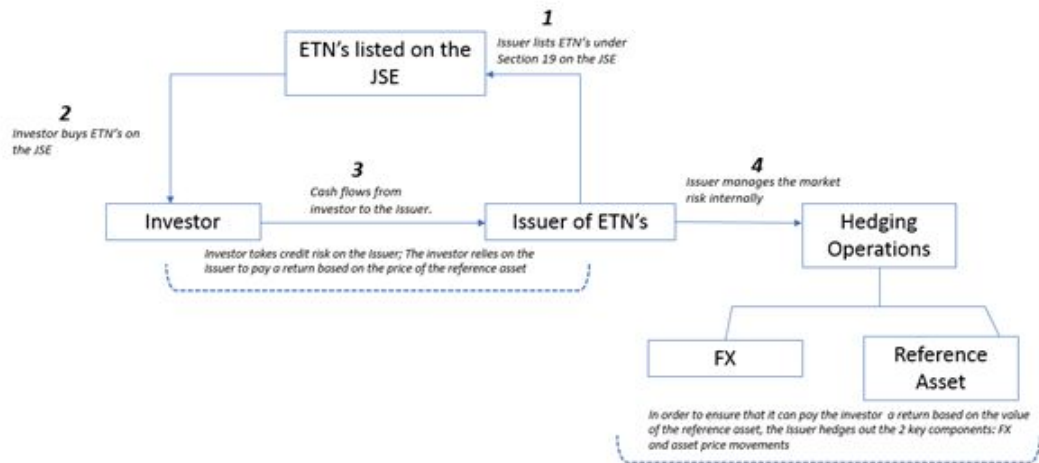 1
Issuer lists ETN's under
Section 19 on the JSE
ETN's listed on the
JSE
2
Investor buys ETN's on
the JSE
3
Cash flows from
investor to the Issuer.
4
Issuer manages the market
risk internally
Investor
Issuer of ETN's
Hedging
Operations
Investor takes credit risk on the Issuer; The investor relies on the
Issuer to pay a return based on the price of the reference asset
FX
Reference
Asset
In order to ensure that it can pay the investor a return based on the value
of the reference asset, the Issuer hedges out the 2 key components: FX
and asset price movements